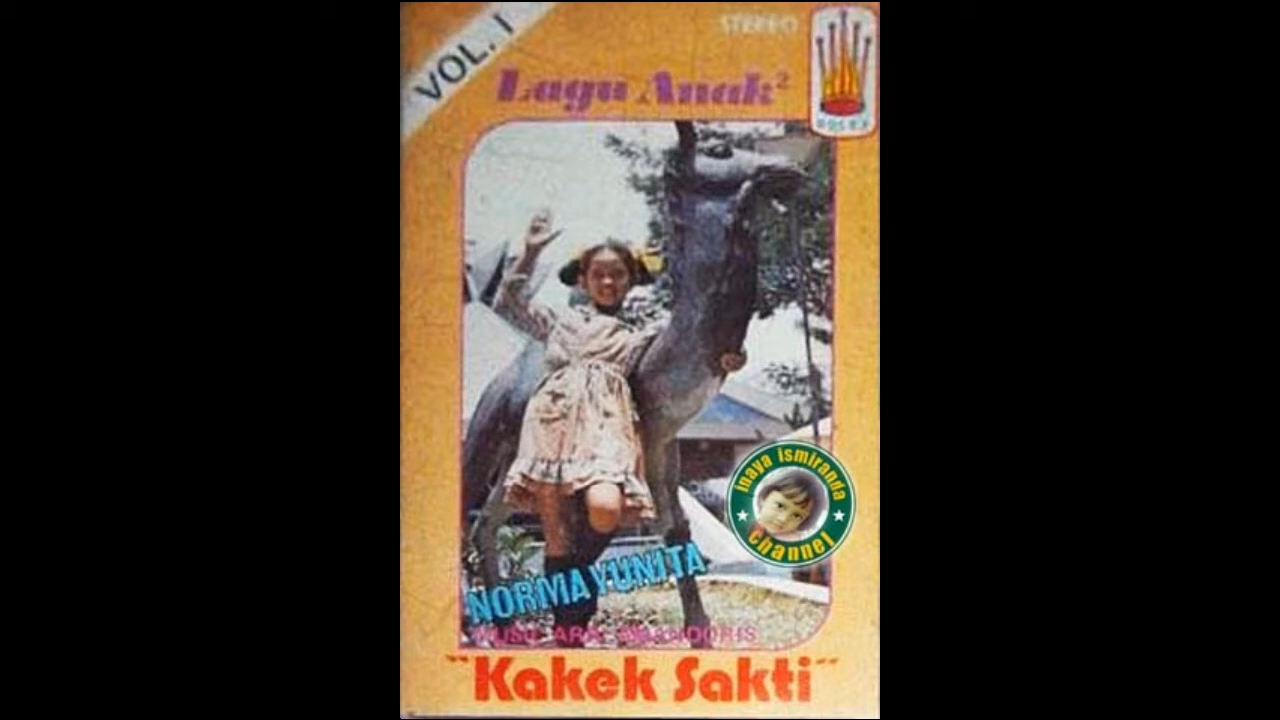 VOL. I
STEREO
Lagu Anak²
inaya ismiranda
channel
NORMA YUNITA
"Kakek Sakti"